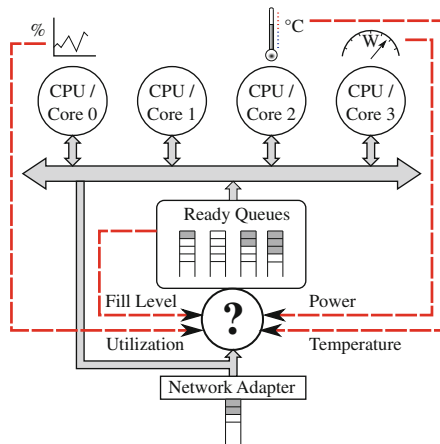 %
°C
W
CPU /
Core 0
CPU /
Core 1
CPU /
Core 2
CPU /
Core 3
Ready Queues
Fill Level
Power
?
Utilization
Temperature
Network Adapter